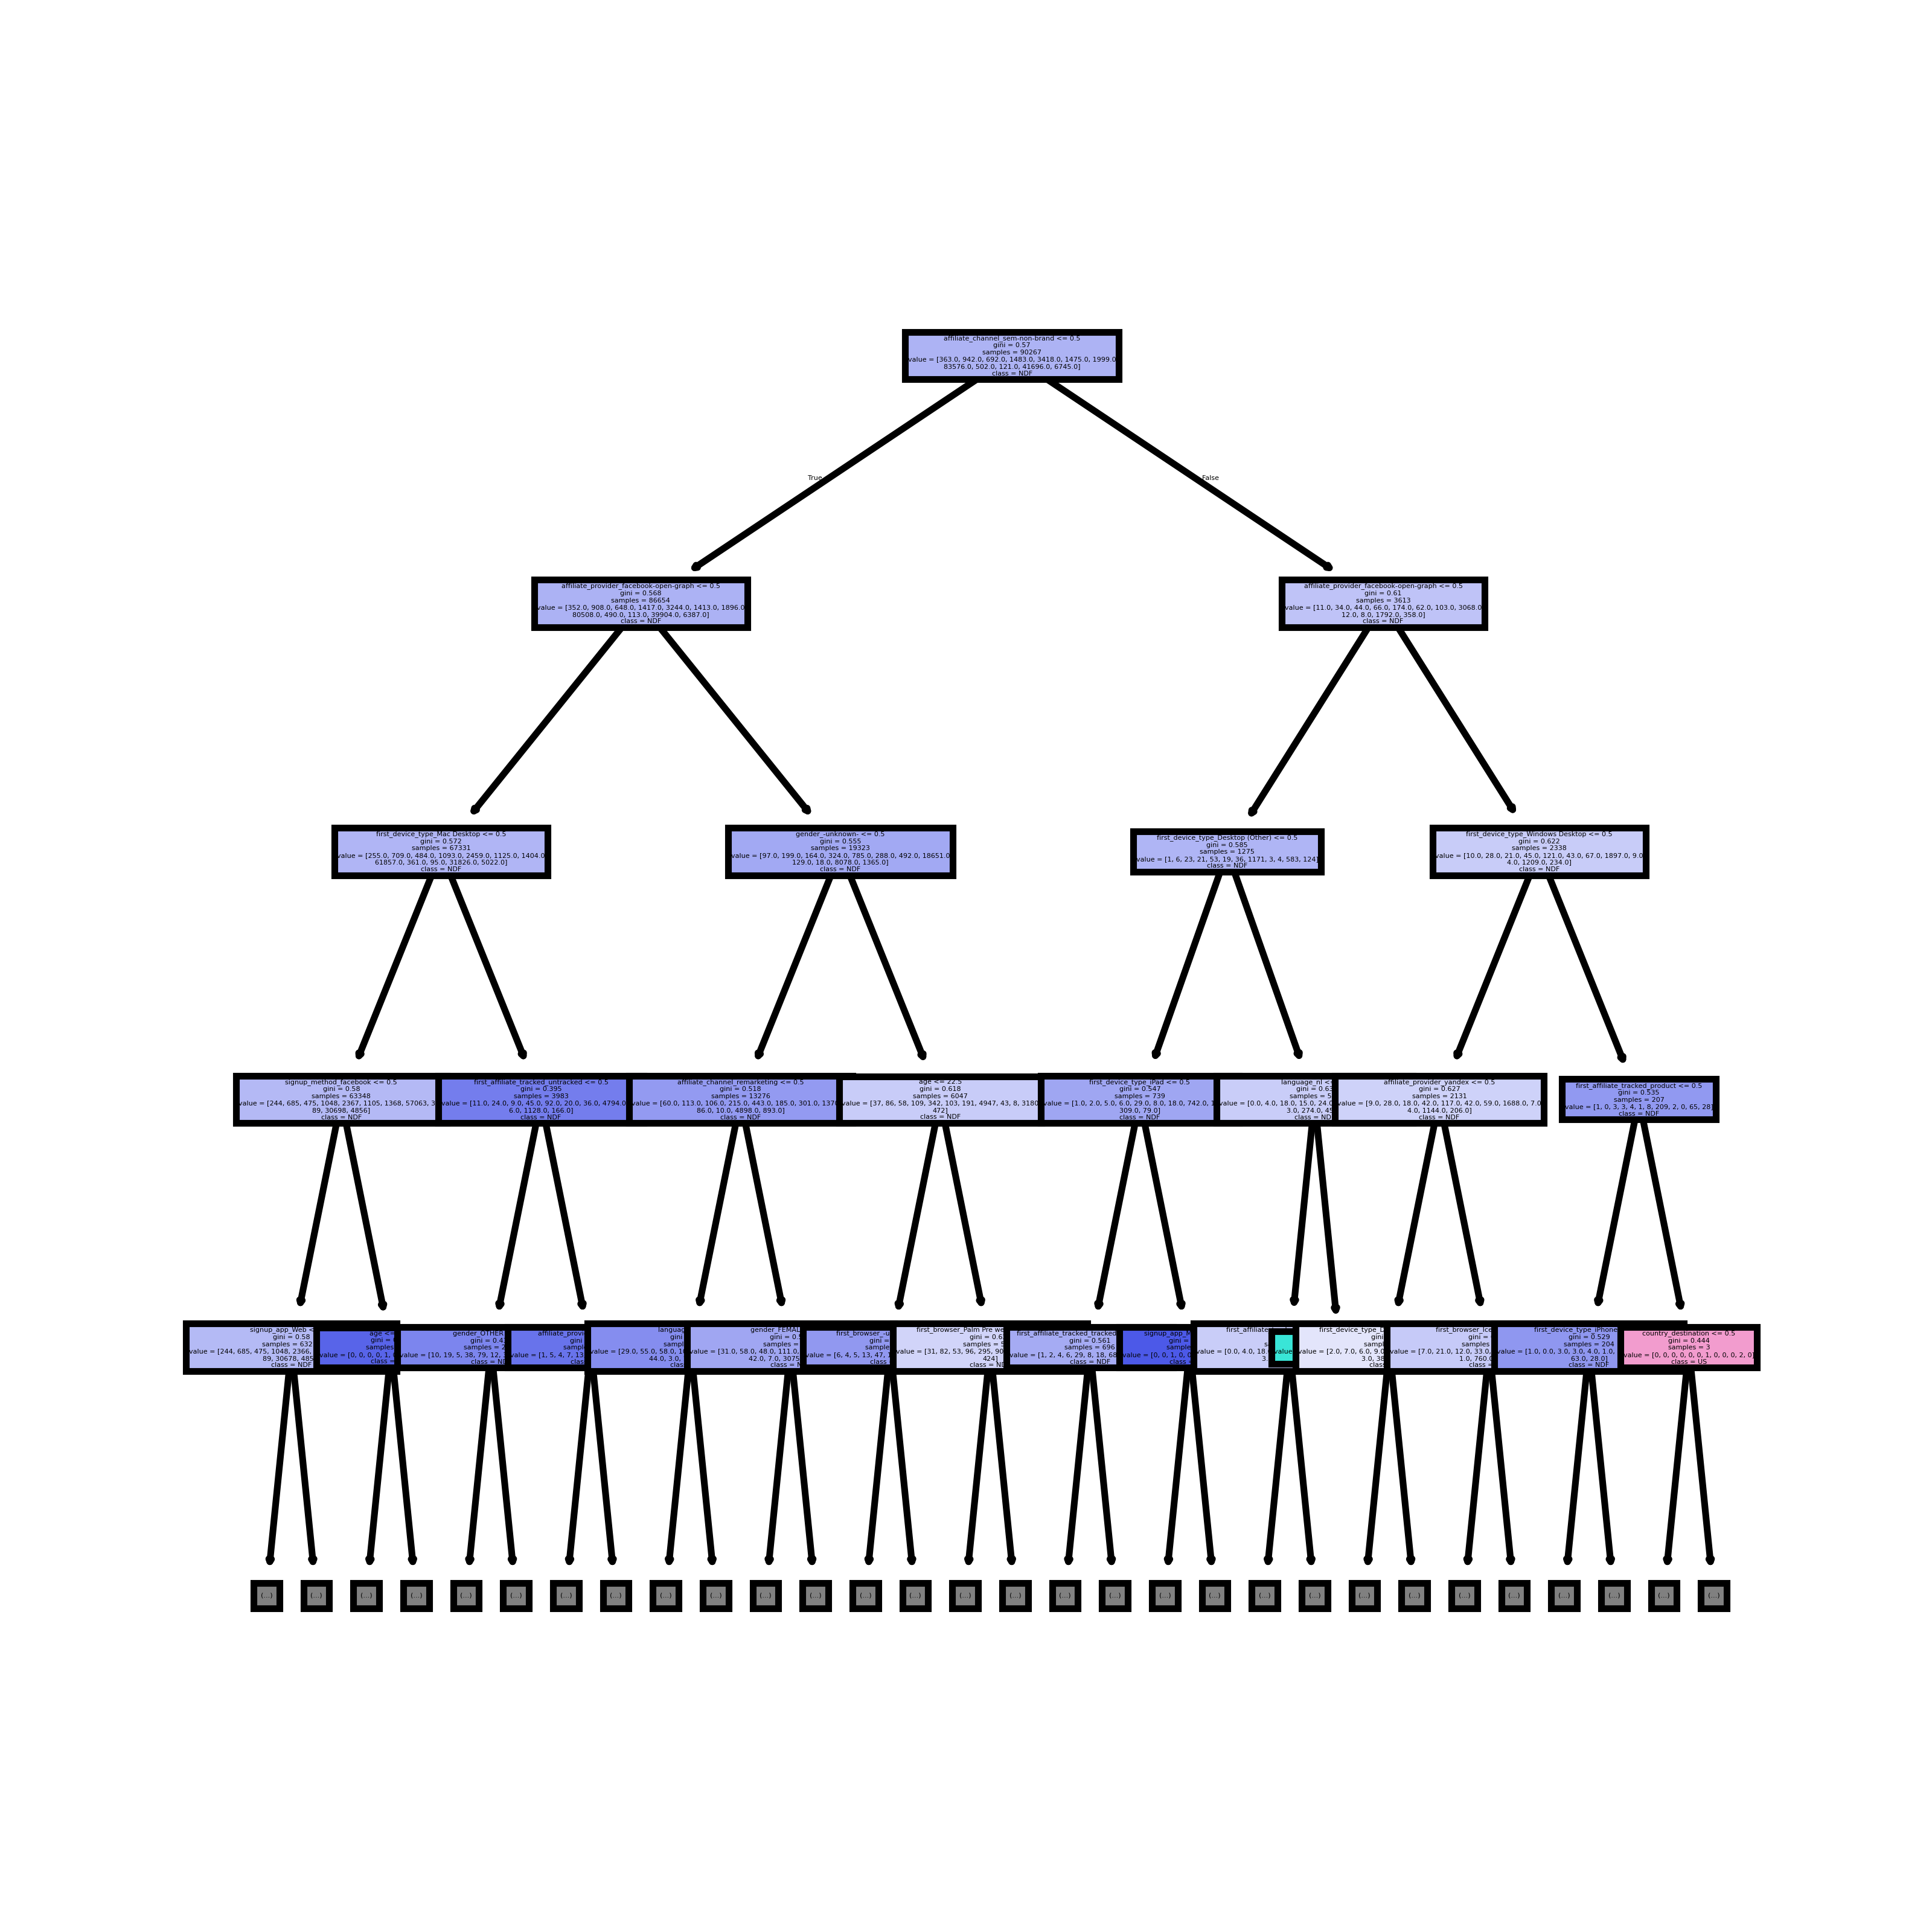 affiliate_channel_sem-non-brand <= 0.5
gini = 0.57
samples = 90267
value = [363.0, 942.0, 692.0, 1483.0, 3418.0, 1475.0, 1999.0
83576.0, 502.0, 121.0, 41696.0, 6745.0]
class = NDF
True
False
affiliate_provider_facebook-open-graph <= 0.5
gini = 0.568
samples = 86654
value = [352.0, 908.0, 648.0, 1417.0, 3244.0, 1413.0, 1896.0
80508.0, 490.0, 113.0, 39904.0, 6387.0]
class = NDF
affiliate_provider_facebook-open-graph <= 0.5
gini = 0.61
samples = 3613
value = [11.0, 34.0, 44.0, 66.0, 174.0, 62.0, 103.0, 3068.0
12.0, 8.0, 1792.0, 358.0]
class = NDF
first_device_type_Mac Desktop <= 0.5
gini = 0.572
samples = 67331
value = [255.0, 709.0, 484.0, 1093.0, 2459.0, 1125.0, 1404.0
61857.0, 361.0, 95.0, 31826.0, 5022.0]
class = NDF
gender_-unknown- <= 0.5
gini = 0.555
samples = 19323
value = [97.0, 199.0, 164.0, 324.0, 785.0, 288.0, 492.0, 18651.0
129.0, 18.0, 8078.0, 1365.0]
class = NDF
first_device_type_Desktop (Other) <= 0.5
gini = 0.585
samples = 1275
value = [1, 6, 23, 21, 53, 19, 36, 1171, 3, 4, 583, 124]
class = NDF
first_device_type_Windows Desktop <= 0.5
gini = 0.622
samples = 2338
value = [10.0, 28.0, 21.0, 45.0, 121.0, 43.0, 67.0, 1897.0, 9.0
4.0, 1209.0, 234.0]
class = NDF
signup_method_facebook <= 0.5
gini = 0.58
samples = 63348
value = [244, 685, 475, 1048, 2367, 1105, 1368, 57063, 3
89, 30698, 4856]
class = NDF
first_affiliate_tracked_untracked <= 0.5
gini = 0.395
samples = 3983
value = [11.0, 24.0, 9.0, 45.0, 92.0, 20.0, 36.0, 4794.0
6.0, 1128.0, 166.0]
class = NDF
affiliate_channel_remarketing <= 0.5
gini = 0.518
samples = 13276
value = [60.0, 113.0, 106.0, 215.0, 443.0, 185.0, 301.0, 1370
86.0, 10.0, 4898.0, 893.0]
class = NDF
age <= 22.5
gini = 0.618
samples = 6047
value = [37, 86, 58, 109, 342, 103, 191, 4947, 43, 8, 3180
472]
class = NDF
first_device_type_iPad <= 0.5
gini = 0.547
samples = 739
value = [1.0, 2.0, 5.0, 6.0, 29.0, 8.0, 18.0, 742.0, 1
309.0, 79.0]
class = NDF
language_nl <
gini = 0.63
samples = 5
value = [0.0, 4.0, 18.0, 15.0, 24.0
3.0, 274.0, 45
class = ND
affiliate_provider_yandex <= 0.5
gini = 0.627
samples = 2131
value = [9.0, 28.0, 18.0, 42.0, 117.0, 42.0, 59.0, 1688.0, 7.0
4.0, 1144.0, 206.0]
class = NDF
first_affiliate_tracked_product <= 0.5
gini = 0.535
samples = 207
value = [1, 0, 3, 3, 4, 1, 8, 209, 2, 0, 65, 28]
class = NDF
signup_app_Web <
gini = 0.58
samples = 632
value = [244, 685, 475, 1048, 2366,
89, 30678, 485
class = NDF
age <=
gini =
samples
value = [0, 0, 0, 0, 1, 6
class =
gender_OTHER
gini = 0.4
samples = 2
value = [10, 19, 5, 38, 79, 12,
class = ND
affiliate_provi
gini
sampl
value = [1, 5, 4, 7, 13
class
languag
gini
sampl
value = [29.0, 55.0, 58.0, 1
44.0, 3.0,
class
gender_FEMAL
gini = 0.
samples =
value = [31.0, 58.0, 48.0, 111.0,
42.0, 7.0, 3075
class = N
first_browser_-u
gini =
samples
value = [6, 4, 5, 13, 47, 1
class
first_browser_Palm Pre we
gini = 0.6
samples = 5
value = [31, 82, 53, 96, 295, 90
424]
class = ND
first_affiliate_tracked_tracked
gini = 0.561
samples = 696
value = [1, 2, 4, 6, 29, 8, 18, 68
class = NDF
signup_app_M
gini =
sample
value = [0, 0, 1, 0, 0
class
first_affiliate
gini
value = [0.0, 4.0, 18.
3.
class
value
first_device_type_D
gini
sampl
value = [2.0, 7.0, 6.0, 9.0
3.0, 38
class
first_browser_Ice
gini =
samples
value = [7.0, 21.0, 12.0, 33.0,
1.0, 760.0
class =
first_device_type_iPhone
gini = 0.529
samples = 204
value = [1.0, 0.0, 3.0, 3.0, 4.0, 1.0,
63.0, 28.0]
class = NDF
country_destination <= 0.5
gini = 0.444
samples = 3
value = [0, 0, 0, 0, 0, 0, 1, 0, 0, 0, 2, 0]
class = US
(...) (...) (...) (...) (...) (...) (...) (...) (...) (...) (...) (...) (...) (...) (...) (...) (...) (...) (...) (...) (...) (...) (...) (...) (...) (...) (...) (...) (...) (...)